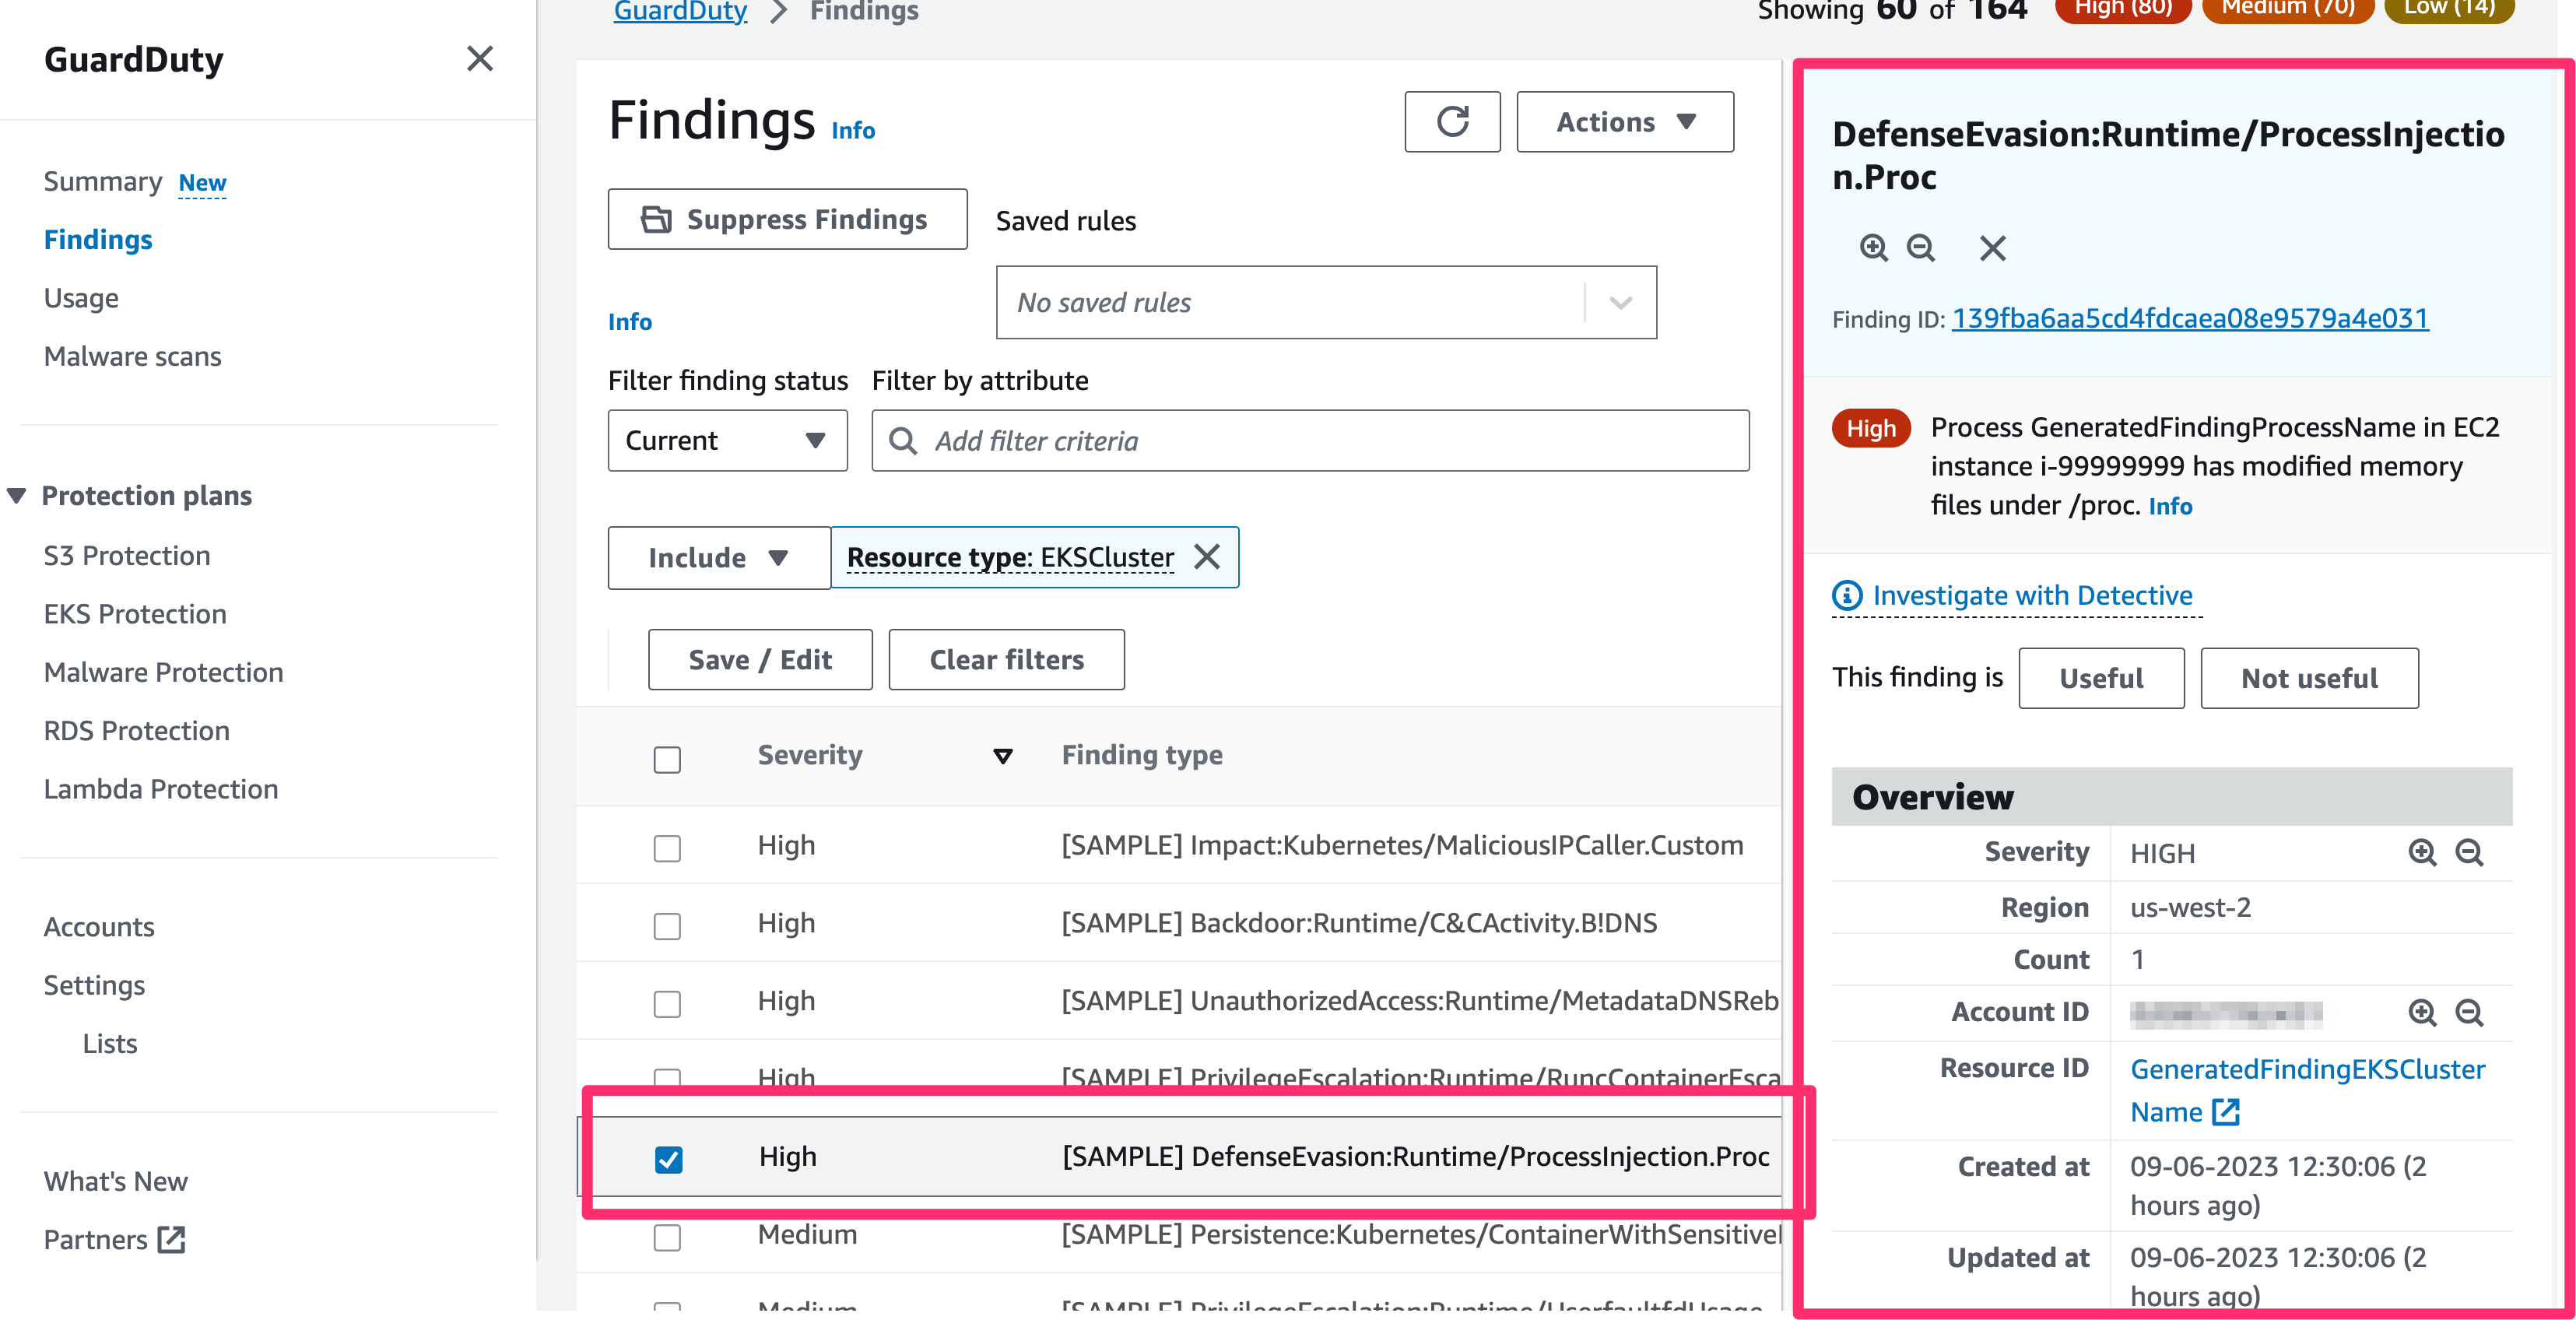 GuardDuty
Summary New
Findings
Usage
Malware scans
Protection plans
S3 Protection
EKS Protection
Malware Protection
RDS Protection
Lambda Protection
Accounts
Settings
Lists
What's New
Partners
GuardDuty > Findings
Showing 60 of 164 High (80) Medium (70) Low (14)
Findings Info
Actions
Suppress Findings
Saved rules
No saved rules
Info
Filter finding status Filter by attribute
Current Add filter criteria
Include Resource type: EKSCluster
Save / Edit Clear filters
Severity Finding type
High [SAMPLE] Impact:Kubernetes/MaliciousIPCaller.Custom
High [SAMPLE] Backdoor:Runtime/C&CActivity.B!DNS
High [SAMPLE] UnauthorizedAccess:Runtime/MetadataDNSReb
High [SAMPLE] PrivilegeEscalation:Runtime/RuncContainerEsca
High [SAMPLE] DefenseEvasion:Runtime/ProcessInjection.Proc
Medium [SAMPLE] Persistence:Kubernetes/ContainerWithSensitive
Medium [SAMPLE] PrivilegeEscalation:Runtime/UserfaultfdUsage
DefenseEvasion:Runtime/ProcessInjectio
n.Proc
Finding ID: 139fba6aa5cd4fdcaea08e9579a4e031
High Process GeneratedFindingProcessName in EC2
instance i-99999999 has modified memory
files under /proc. Info
Investigate with Detective
This finding is Useful Not useful
Overview
Severity HIGH
Region us-west-2
Count 1
Account ID
Resource ID GeneratedFindingEKSCluster
Name
Created at 09-06-2023 12:30:06 (2
hours ago)
Updated at 09-06-2023 12:30:06 (2
hours ago)